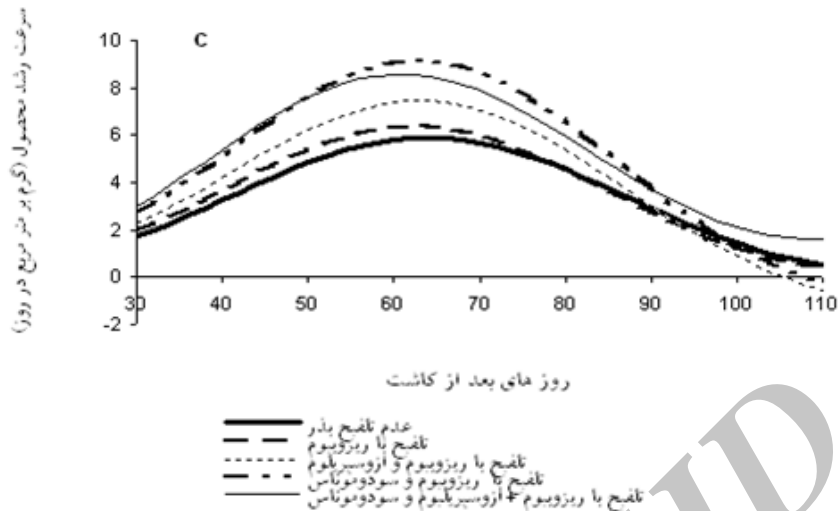 سرعت رشد محصول (گرم بر متر مربع در روز)
C
10
8
6
4
2
0
-2
30 40 50 60 70 80 90 100 110
روز های بعد از کاشت
عدم تلقیح بذر
تلقیح با ریزوبیوم
تلقیح با ریزوبیوم و آزوسپریلوم
تلقیح با ریزوبیوم و سودوموناس
تلقیح با ریزوبیوم +آزوسپریلیوم و سودوموناس